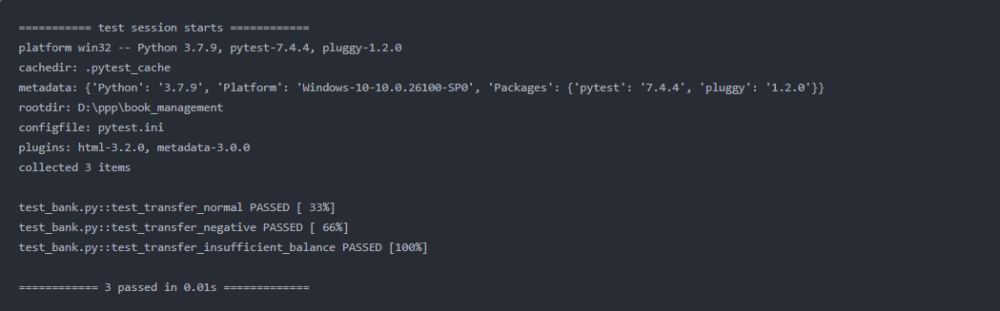 =========== test session starts ============
platform win32 -- Python 3.7.9, pytest-7.4.4, pluggy-1.2.0
cachedir: .pytest_cache
metadata: {'Python': '3.7.9', 'Platform': 'Windows-10-10.0.26100-SP0', 'Packages': {'pytest': '7.4.4', 'pluggy': '1.2.0'}}
rootdir: D:\ppp\book_management
configfile: pytest.ini
plugins: html-3.2.0, metadata-3.0.0
collected 3 items
test_bank.py::test_transfer_normal PASSED [ 33%]
test_bank.py::test_transfer_negative PASSED [ 66%]
test_bank.py::test_transfer_insufficient_balance PASSED [100%]
============ 3 passed in 0.01s =============